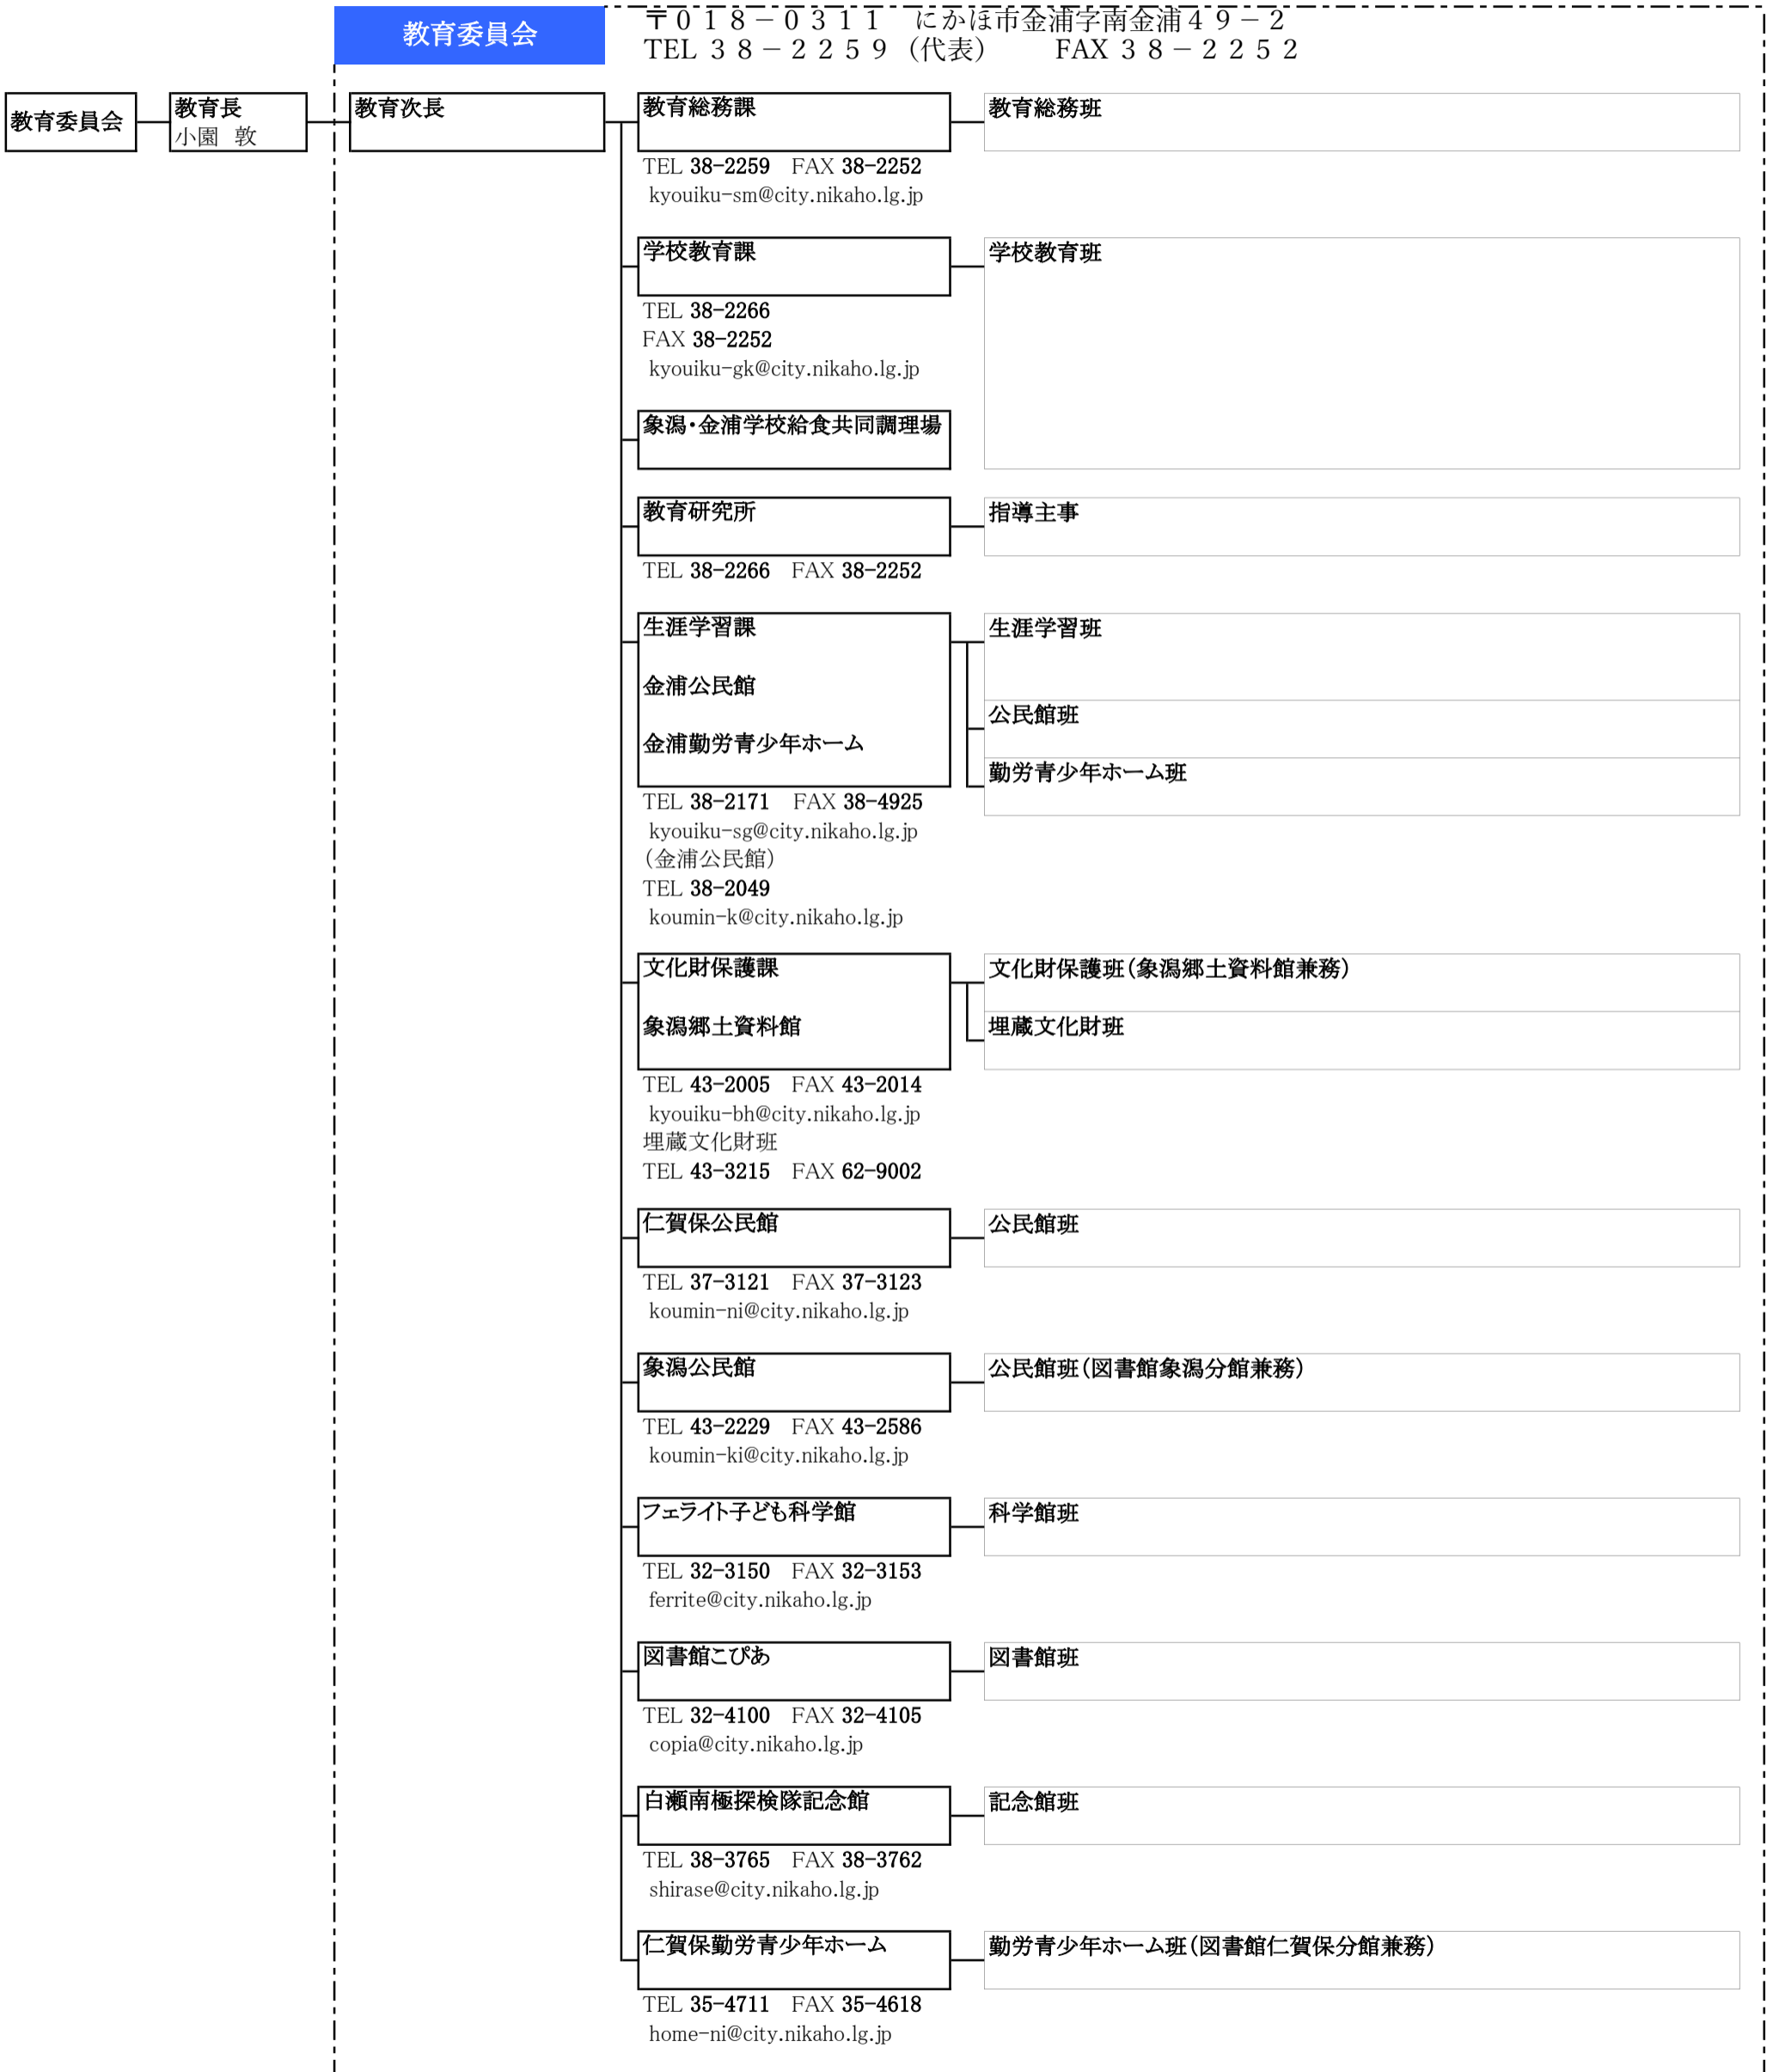 教育委員会
〒０１８－０３１１　にかほ市金浦字南金浦４９－２
TEL ３８－２２５９（代表）　　FAX ３８－２２５２
教育委員会
教育長
小園　敦
教育次長
教育総務課
教育総務班
TEL 38-2259　FAX 38-2252
kyouiku-sm@city.nikaho.lg.jp
学校教育課
学校教育班
TEL 38-2266
FAX 38-2252
kyouiku-gk@city.nikaho.lg.jp
象潟・金浦学校給食共同調理場
教育研究所
指導主事
TEL 38-2266　FAX 38-2252
生涯学習課
生涯学習班
金浦公民館
公民館班
金浦勤労青少年ホーム
勤労青少年ホーム班
TEL 38-2171　FAX 38-4925
kyouiku-sg@city.nikaho.lg.jp
（金浦公民館）
TEL 38-2049
koumin-k@city.nikaho.lg.jp
文化財保護課
文化財保護班（象潟郷土資料館兼務）
象潟郷土資料館
埋蔵文化財班
TEL 43-2005　FAX 43-2014
kyouiku-bh@city.nikaho.lg.jp
埋蔵文化財班
TEL 43-3215　FAX 62-9002
仁賀保公民館
公民館班
TEL 37-3121　FAX 37-3123
koumin-ni@city.nikaho.lg.jp
象潟公民館
公民館班（図書館象潟分館兼務）
TEL 43-2229　FAX 43-2586
koumin-ki@city.nikaho.lg.jp
フェライト子ども科学館
科学館班
TEL 32-3150　FAX 32-3153
ferrite@city.nikaho.lg.jp
図書館こぴあ
図書館班
TEL 32-4100　FAX 32-4105
copia@city.nikaho.lg.jp
白瀬南極探検隊記念館
記念館班
TEL 38-3765　FAX 38-3762
shirase@city.nikaho.lg.jp
仁賀保勤労青少年ホーム
勤労青少年ホーム班（図書館仁賀保分館兼務）
TEL 35-4711　FAX 35-4618
home-ni@city.nikaho.lg.jp